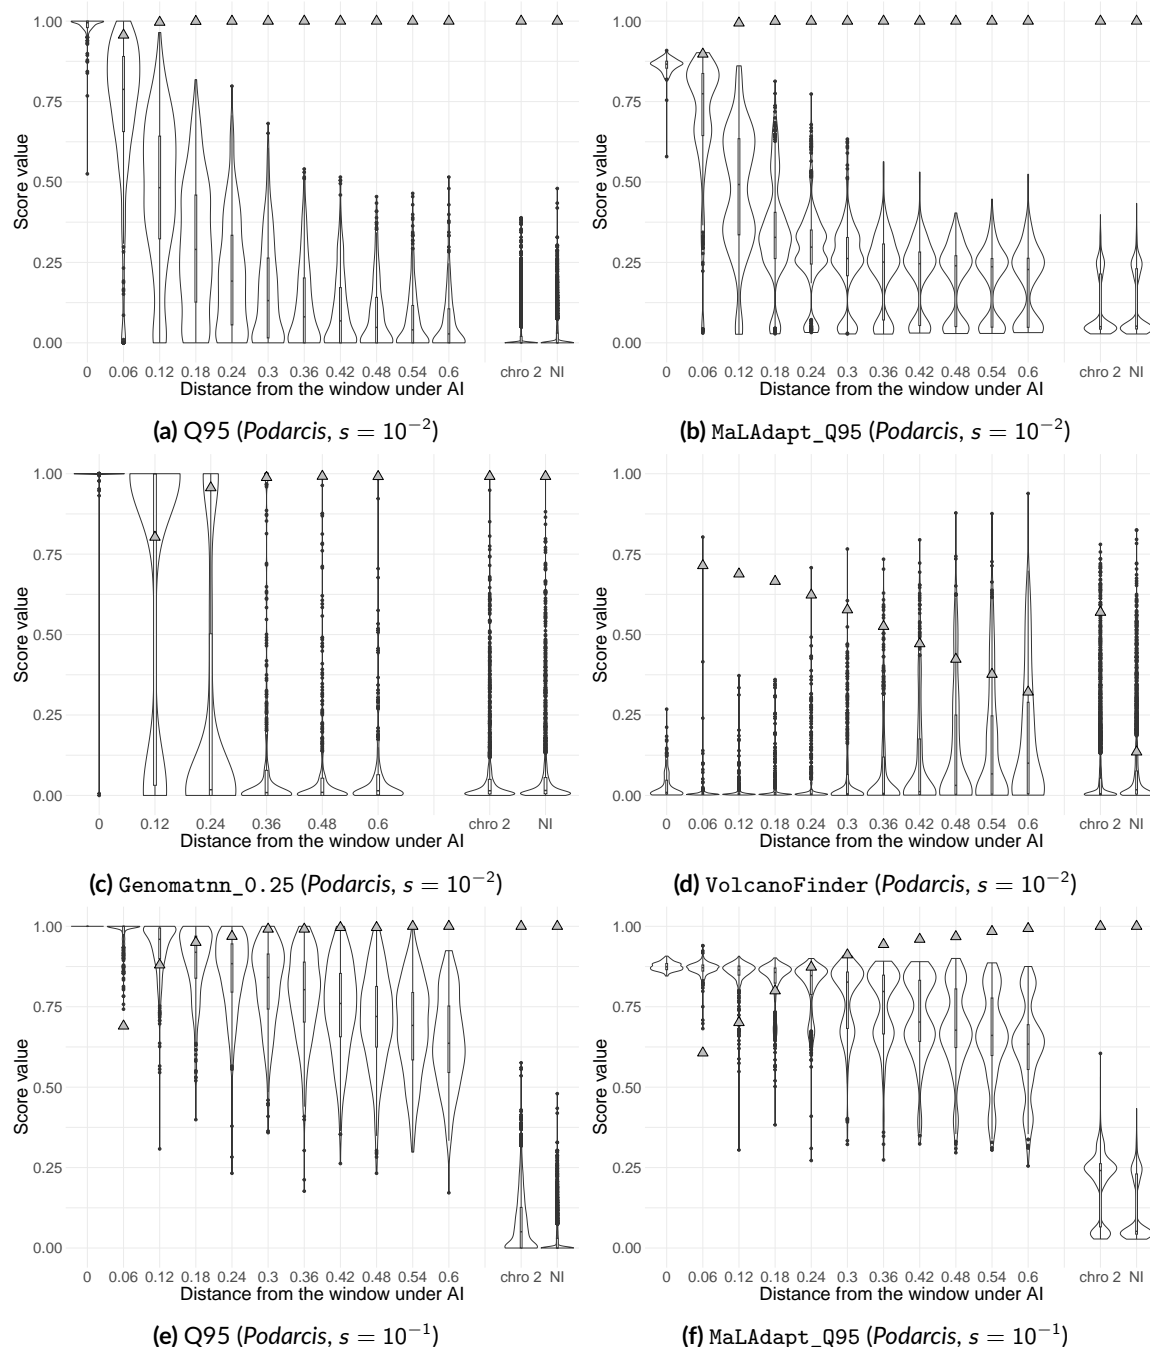 1.00
0.75
0.50
0.25
0.00
Score value
0 0.06 0.12 0.18 0.24 0.3 0.36 0.42 0.48 0.54 0.6 chro 2 NI
Distance from the window under AI
(a) Q95 (Podarcis, s = 10⁻²)
1.00
0.75
0.50
0.25
0.00
Score value
0 0.06 0.12 0.18 0.24 0.3 0.36 0.42 0.48 0.54 0.6 chro 2 NI
Distance from the window under AI
(b) MaLAdapt_Q95 (Podarcis, s = 10⁻²)
1.00
0.75
0.50
0.25
0.00
Score value
0 0.12 0.24 0.36 0.48 0.6 chro 2 NI
Distance from the window under AI
(c) Genomatnn_0.25 (Podarcis, s = 10⁻²)
1.00
0.75
0.50
0.25
0.00
Score value
0 0.06 0.12 0.18 0.24 0.3 0.36 0.42 0.48 0.54 0.6 chro 2 NI
Distance from the window under AI
(d) VolcanoFinder (Podarcis, s = 10⁻²)
1.00
0.75
0.50
0.25
0.00
Score value
0 0.06 0.12 0.18 0.24 0.3 0.36 0.42 0.48 0.54 0.6 chro 2 NI
Distance from the window under AI
(e) Q95 (Podarcis, s = 10⁻¹)
1.00
0.75
0.50
0.25
0.00
Score value
0 0.06 0.12 0.18 0.24 0.3 0.36 0.42 0.48 0.54 0.6 chro 2 NI
Distance from the window under AI
(f) MaLAdapt_Q95 (Podarcis, s = 10⁻¹)